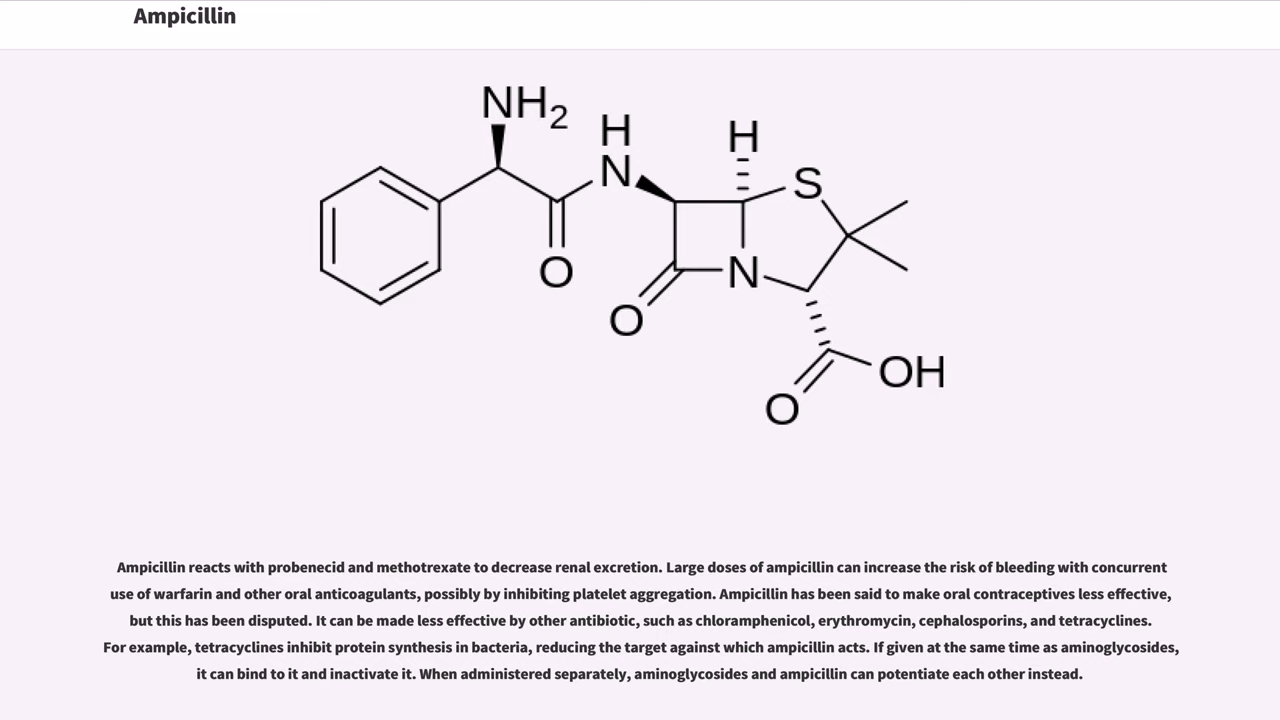 Ampicillin
NH2
H
N
H
S
O
N
O
OH
O
Ampicillin reacts with probenecid and methotrexate to decrease renal excretion. Large doses of ampicillin can increase the risk of bleeding with concurrent
use of warfarin and other oral anticoagulants, possibly by inhibiting platelet aggregation. Ampicillin has been said to make oral contraceptives less effective,
but this has been disputed. It can be made less effective by other antibiotic, such as chloramphenicol, erythromycin, cephalosporins, and tetracyclines.
For example, tetracyclines inhibit protein synthesis in bacteria, reducing the target against which ampicillin acts. If given at the same time as aminoglycosides,
it can bind to it and inactivate it. When administered separately, aminoglycosides and ampicillin can potentiate each other instead.